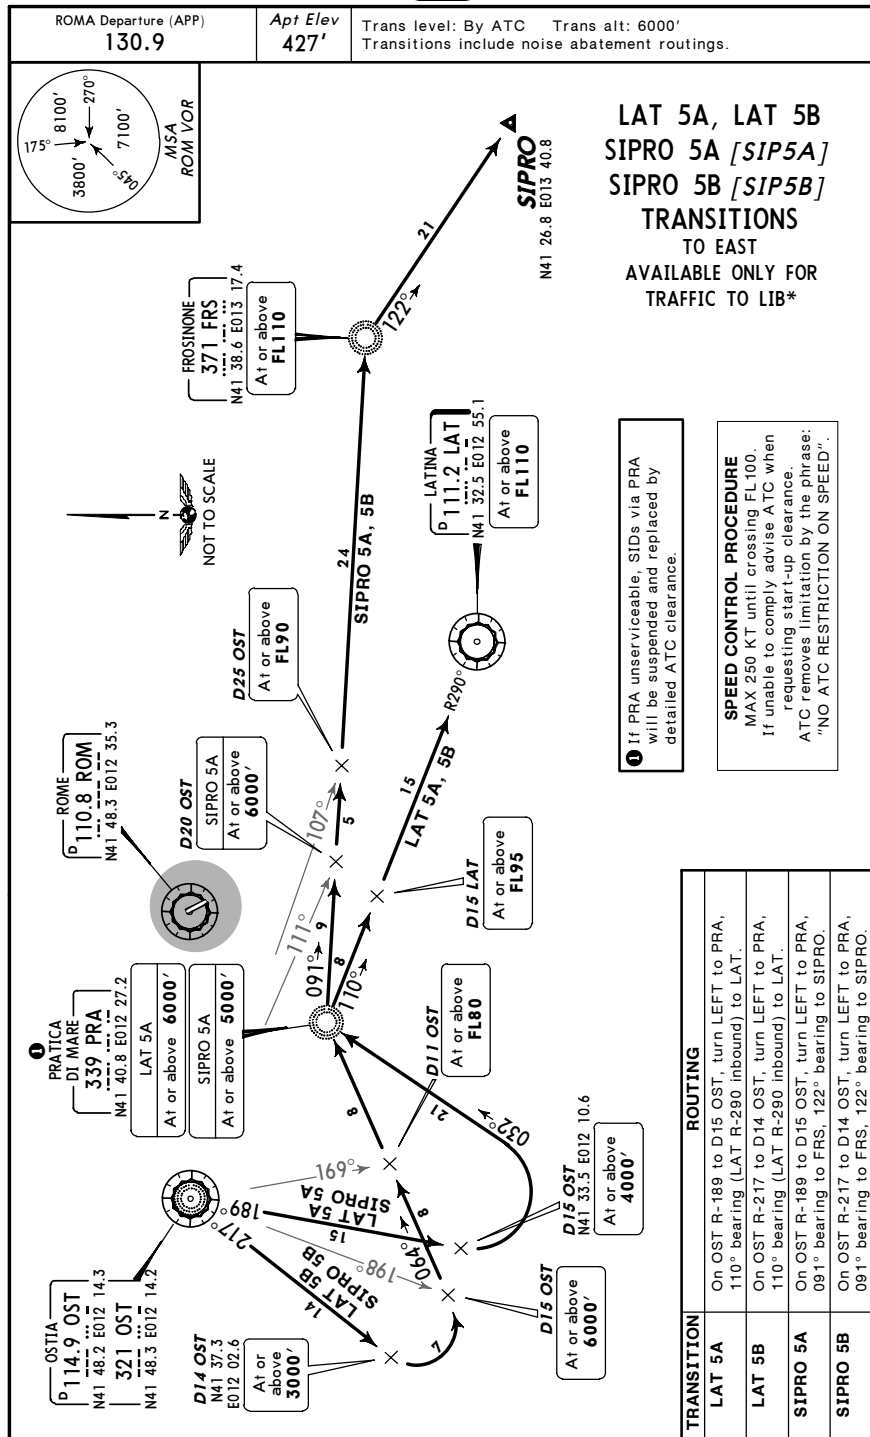 ROMA Departure (APP)
130.9
Apt Elev
427'
Trans level: By ATC Trans alt: 6000'
Transitions include noise abatement routings.
MSA
ROM VOR
175°
270°
045°
8100'
7100'
3800'
LAT 5A, LAT 5B
SIPRO 5A [SIP5A]
SIPRO 5B [SIP5B]
TRANSITIONS
TO EAST
AVAILABLE ONLY FOR
TRAFFIC TO LIB*
SIPRO
N41 26.8 E013 40.8
21
122°
FROSINONE
371 FRS
N41 38.6 E013 17.4
At or above
FL110
N
NOT TO SCALE
24
SIPRO 5A, 5B
LATINA
D 111.2 LAT
N41 32.5 E012 55.1
At or above
FL110
R290°
D25 OST
At or above
FL90
ROME
D 110.8 ROM
N41 48.3 E012 35.3
D20 OST
SIPRO 5A
At or above
6000'
107°
5
111°
9
091°
15
LAT 5A, 5B
D15 LAT
At or above
FL95
8
110°
1
PRATICA
DI MARE
339 PRA
N41 40.8 E012 27.2
LAT 5A
At or above 6000'
SIPRO 5A
At or above 5000'
D11 OST
At or above
FL80
8
21
032°
169°
LAT 5A
SIPRO 5A
189°
15
D15 OST
N41 33.5 E012 10.6
At or above
4000'
8
064°
217°
LAT 5B
SIPRO 5B
14
198°
D15 OST
At or above
6000'
7
OSTIA
D 114.9 OST
N41 48.2 E012 14.3
321 OST
N41 48.3 E012 14.2
D14 OST
N41 37.3
E012 02.6
At or
above
3000'
1 If PRA unserviceable, SIDs via PRA
will be suspended and replaced by
detailed ATC clearance.
SPEED CONTROL PROCEDURE
MAX 250 KT until crossing FL100.
If unable to comply advise ATC when
requesting start-up clearance.
ATC removes limitation by the phrase:
"NO ATC RESTRICTION ON SPEED".
TRANSITION ROUTING
LAT 5A On OST R-189 to D15 OST, turn LEFT to PRA,
110° bearing (LAT R-290 inbound) to LAT.
LAT 5B On OST R-217 to D14 OST, turn LEFT to PRA,
110° bearing (LAT R-290 inbound) to LAT.
SIPRO 5A On OST R-189 to D15 OST, turn LEFT to PRA,
091° bearing to FRS, 122° bearing to SIPRO.
SIPRO 5B On OST R-217 to D14 OST, turn LEFT to PRA,
091° bearing to FRS, 122° bearing to SIPRO.